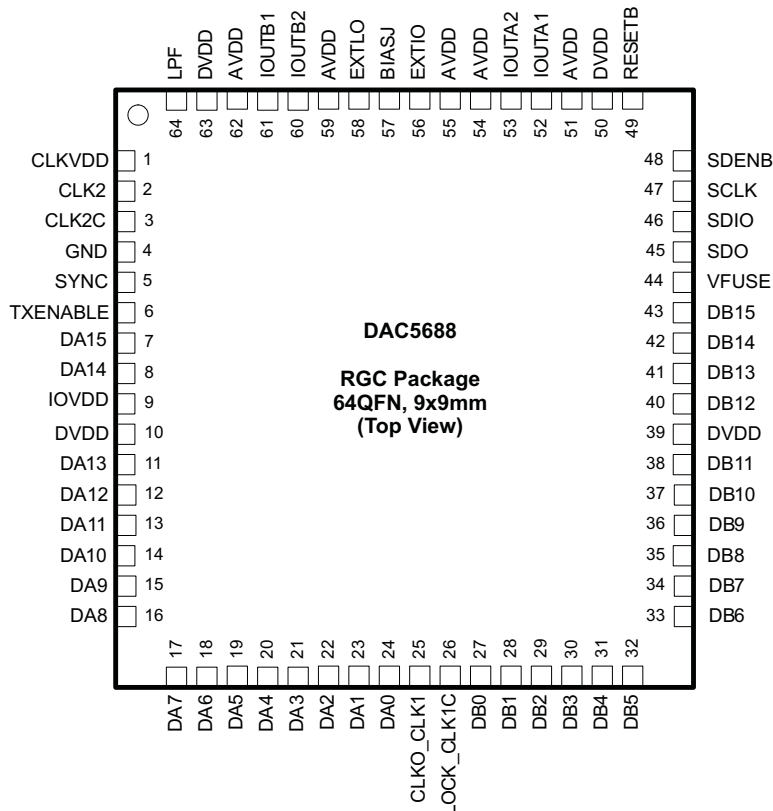 LPF
DVDD
AVDD
IOUTB1
IOUTB2
AVDD
EXTLO
BIASJ
EXTIO
AVDD
AVDD
IOUTA2
IOUTA1
AVDD
DVDD
RESETB
64
63
62
61
60
59
58
57
56
55
54
53
52
51
50
49
CLKVDD 1
CLK2 2
CLK2C 3
GND 4
SYNC 5
TXENABLE 6
DA15 7
DA14 8
IOVDD 9
DVDD 10
DA13 11
DA12 12
DA11 13
DA10 14
DA9 15
DA8 16
DAC5688
RGC Package
64QFN, 9x9mm
(Top View)
48 SDENB
47 SCLK
46 SDIO
45 SDO
44 VFUSE
43 DB15
42 DB14
41 DB13
40 DB12
39 DVDD
38 DB11
37 DB10
36 DB9
35 DB8
34 DB7
33 DB6
17
18
19
20
21
22
23
24
25
26
27
28
29
30
31
32
DA7
DA6
DA5
DA4
DA3
DA2
DA1
DA0
CLKO_CLK1
LOCK_CLK1C
DB0
DB1
DB2
DB3
DB4
DB5